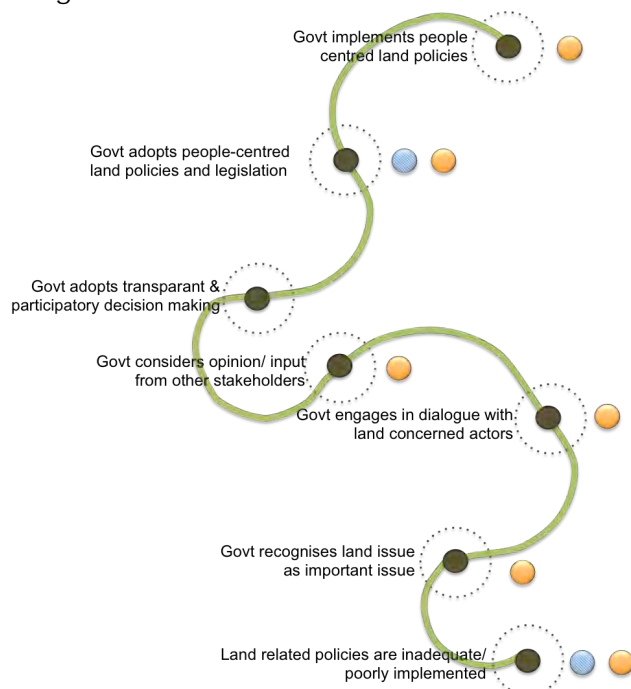 Govt implements people
centred land policies
Govt adopts people-centred
land policies and legislation
Govt adopts transparant &
participatory decision making
Govt considers opinion/ input
from other stakeholders
Govt engages in dialogue with
land concerned actors
Govt recognises land issue
as important issue
Land related policies are inadequate/
poorly implemented